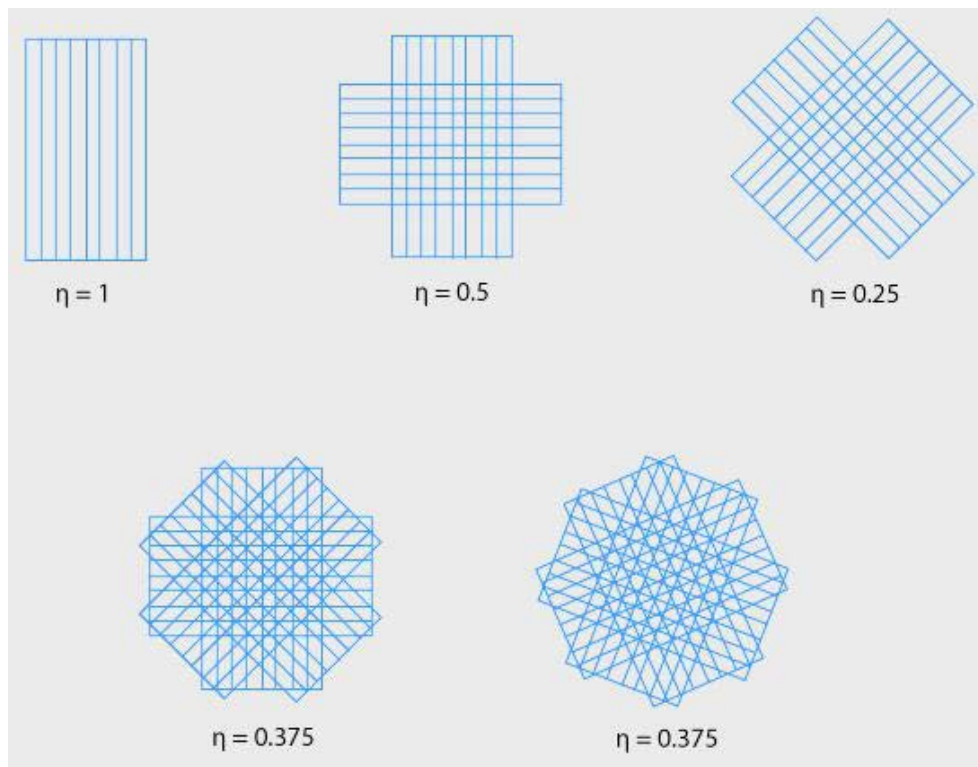 η = 1
η = 0.5
η = 0.25
η = 0.375
η = 0.375